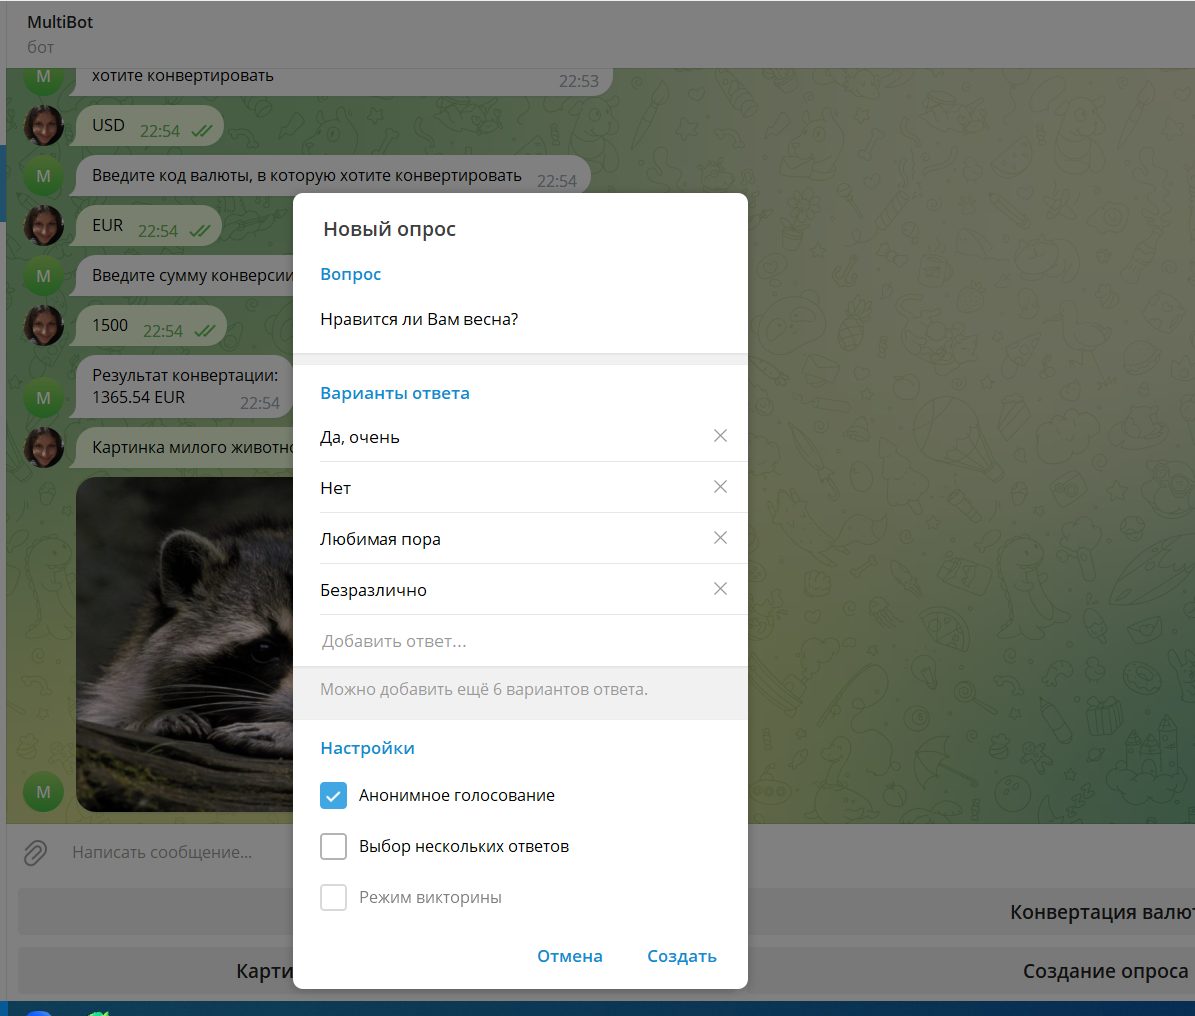 MultiBot
бот
М
хотите конвертировать
22:53
USD
22:54
М
Введите код валюты, в которую хотите конвертировать
22:54
EUR
22:54
М
Введите сумму конверсии
1500
22:54
М
Результат конвертации:
1365.54 EUR
22:54
Картинка милого
М
Новый опрос
Вопрос
Нравится ли Вам весна?
Варианты ответа
Да, очень
Нет
Любимая пора
Безразлично
Добавить ответ...
Можно добавить ещё 6 вариантов ответа.
Настройки
Анонимное голосование
Выбор нескольких ответов
Режим викторины
Отмена
Создать
Написать сообщение...
Конвертация
Создание опроса